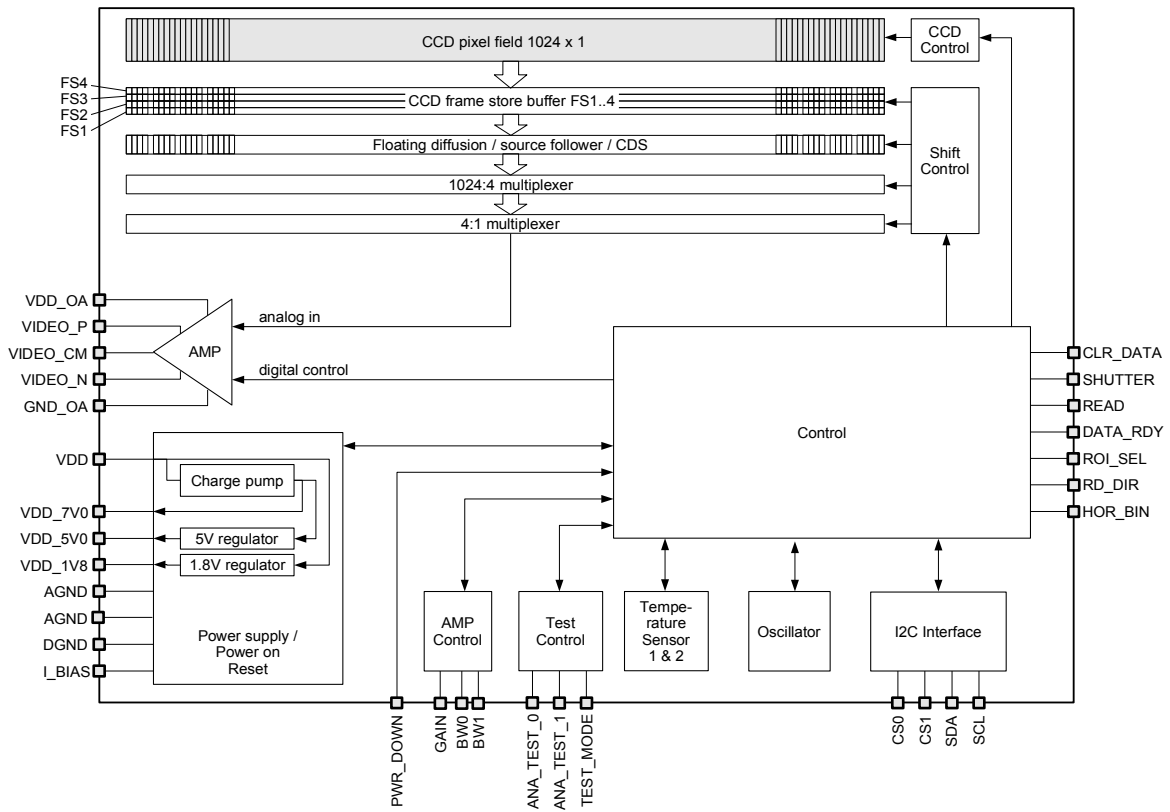 CCD pixel field 1024 x 1
CCD
Control
FS4
FS3
FS2
FS1
CCD frame store buffer FS1..4
Floating diffusion / source follower / CDS
Shift
Control
1024:4 multiplexer
4:1 multiplexer
VDD_OA
VIDEO_P
VIDEO_CM
VIDEO_N
GND_OA
AMP
analog in
digital control
Control
CLR_DATA
SHUTTER
READ
DATA_RDY
ROI_SEL
RD_DIR
HOR_BIN
VDD
VDD_7V0
VDD_5V0
VDD_1V8
AGND
AGND
DGND
I_BIAS
Charge pump
5V regulator
1.8V regulator
Power supply /
Power on
Reset
AMP
Control
Test
Control
Tempe-
rature
Sensor
1 & 2
Oscillator
I2C Interface
PWR_DOWN
GAIN
BW0
BW1
ANA_TEST_0
ANA_TEST_1
TEST_MODE
CS0
CS1
SDA
SCL